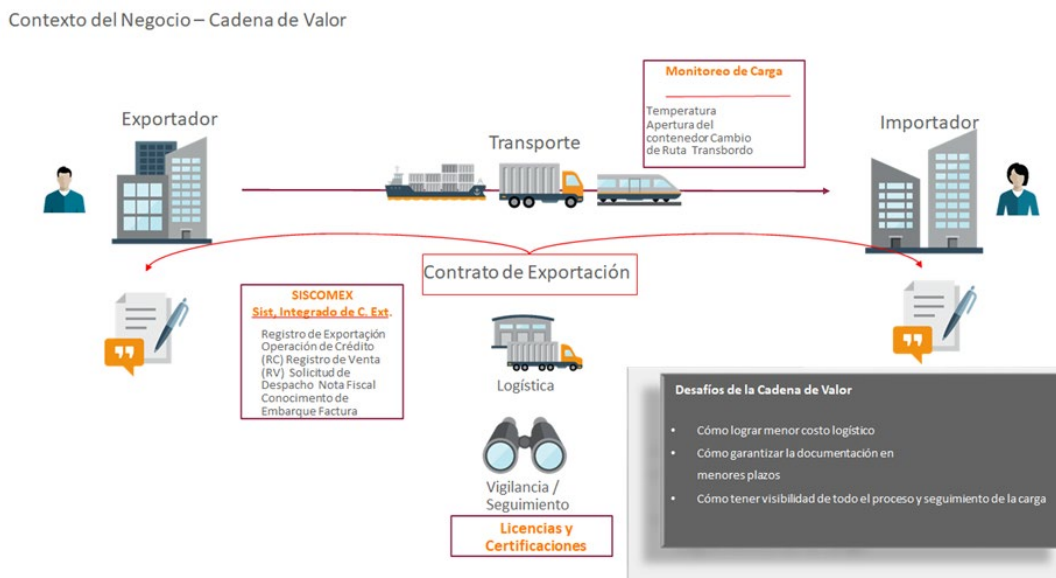 Contexto del Negocio – Cadena de Valor
Monitoreo de Carga
Temperatura
Apertura del
contenedor Cambio
de Ruta Transbordo
Exportador
Transporte
Importador
Contrato de Exportación
SISCOMEX
Sist, Integrado de C. Ext.
Registro de Exportación
Operación de Crédito
(RC) Registro de Venta
(RV) Solicitud de
Despacho Nota Fiscal
Conocimento de
Embarque Factura
Logística
Vigilancia /
Seguimiento
Licencias y
Certificaciones
Desafíos de la Cadena de Valor
• Cómo lograr menor costo logístico
• Cómo garantizar la documentación en
menores plazos
• Cómo tener visibilidad de todo el proceso y seguimiento de la carga